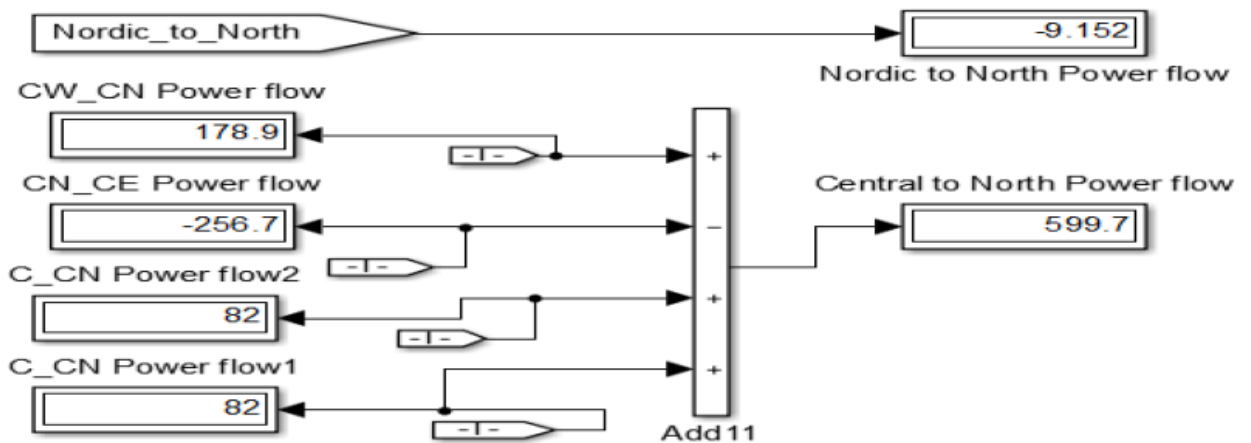 Nordic_to_North
-9.152
Nordic to North Power flow
CW_CN Power flow
178.9
-|-
+
CN_CE Power flow
-256.7
-|-
−
Central to North Power flow
599.7
C_CN Power flow2
82
-|-
+
C_CN Power flow1
82
-|-
+
Add11